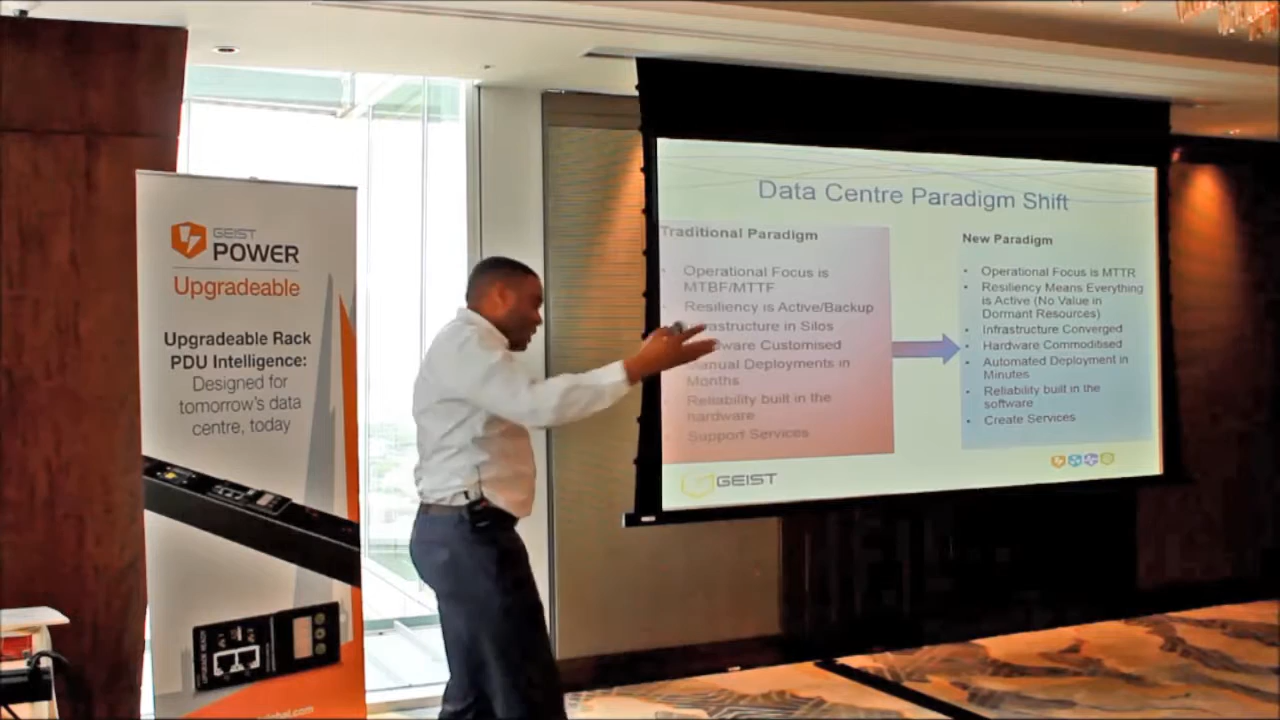 GEIST
POWER
Upgradeable
Upgradeable Rack
PDU Intelligence:
Designed for
tomorrow's data
centre, today
UPGRADE READY
Data Centre Paradigm Shift
Traditional Paradigm
• Operational Focus is
MTBF/MTTF
• Resiliency is Active/Backup
in Silos
Customised
Deployments in
Months
• Reliability built in the
hardware
• Support Services
New Paradigm
• Operational Focus is MTTR
• Resiliency Means Everything
is Active (No Value in
Dormant Resources)
• Infrastructure Converged
• Hardware Commoditised
• Automated Deployment in
Minutes
• Reliability built in the
software
• Create Services
GEIST